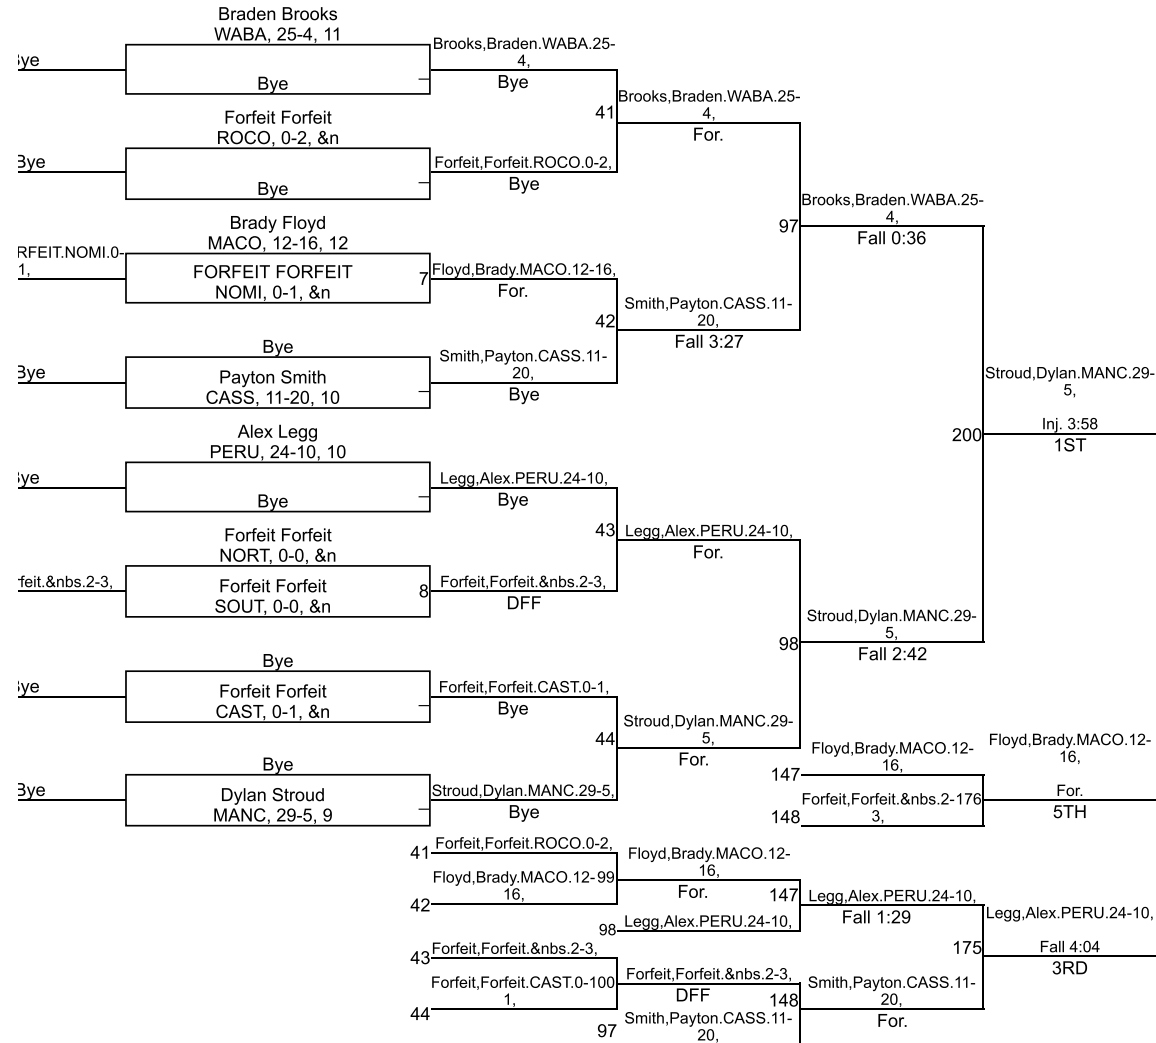 Braden Brooks
WABA, 25-4, 11
Bye
Bye
Brooks,Braden.WABA.25-
4,
Bye
41
Brooks,Braden.WABA.25-
4,
For.
Forfeit Forfeit
ROCO, 0-2, &n
Bye
Bye
Forfeit,Forfeit.ROCO.0-2,
Bye
97
Brooks,Braden.WABA.25-
4,
Fall 0:36
Brady Floyd
MACO, 12-16, 12
RFEIT.NOMI.0-
1,
FORFEIT FORFEIT
NOMI, 0-1, &n
7
Floyd,Brady.MACO.12-16,
For.
42
Smith,Payton.CASS.11-
20,
Fall 3:27
Bye
Bye
Payton Smith
CASS, 11-20, 10
Smith,Payton.CASS.11-
20,
Bye
Stroud,Dylan.MANC.29-
5,
200
Inj. 3:58
1ST
Alex Legg
PERU, 24-10, 10
Bye
Bye
Legg,Alex.PERU.24-10,
Bye
43
Legg,Alex.PERU.24-10,
For.
Forfeit Forfeit
NORT, 0-0, &n
rfeit.&nbs.2-3,
Forfeit Forfeit
SOUT, 0-0, &n
8
Forfeit,Forfeit.&nbs.2-3,
DFF
98
Stroud,Dylan.MANC.29-
5,
Fall 2:42
Bye
Bye
Forfeit Forfeit
CAST, 0-1, &n
Forfeit,Forfeit.CAST.0-1,
Bye
44
Stroud,Dylan.MANC.29-
5,
For.
Bye
Bye
Dylan Stroud
MANC, 29-5, 9
Stroud,Dylan.MANC.29-5,
Bye
147
Floyd,Brady.MACO.12-
16,
148
Forfeit,Forfeit.&nbs.2-176
3,
Floyd,Brady.MACO.12-
16,
For.
5TH
41
Forfeit,Forfeit.ROCO.0-2,
42
Floyd,Brady.MACO.12-99
16,
Floyd,Brady.MACO.12-
16,
For.
147
98
Legg,Alex.PERU.24-10,
Legg,Alex.PERU.24-10,
Fall 1:29
175
Legg,Alex.PERU.24-10,
Fall 4:04
3RD
43
Forfeit,Forfeit.&nbs.2-3,
44
Forfeit,Forfeit.CAST.0-100
1,
Forfeit,Forfeit.&nbs.2-3,
DFF
148
97
Smith,Payton.CASS.11-
20,
Smith,Payton.CASS.11-
20,
For.